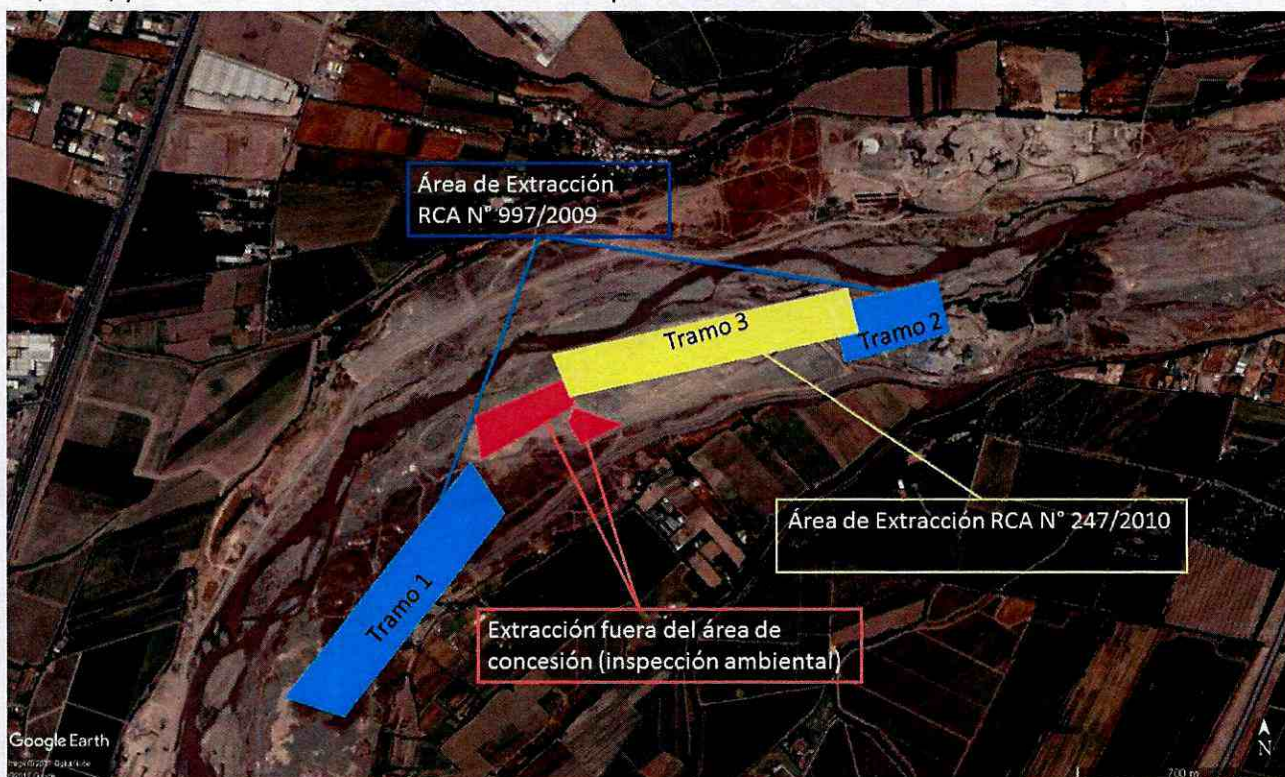 Área de Extracción
RCA N° 997/2009
Tramo 3
Tramo 2
Área de Extracción RCA N° 247/2010
Tramo 1
Extracción fuera del área de
concesión (inspección ambiental)
Google Earth
N
700 m